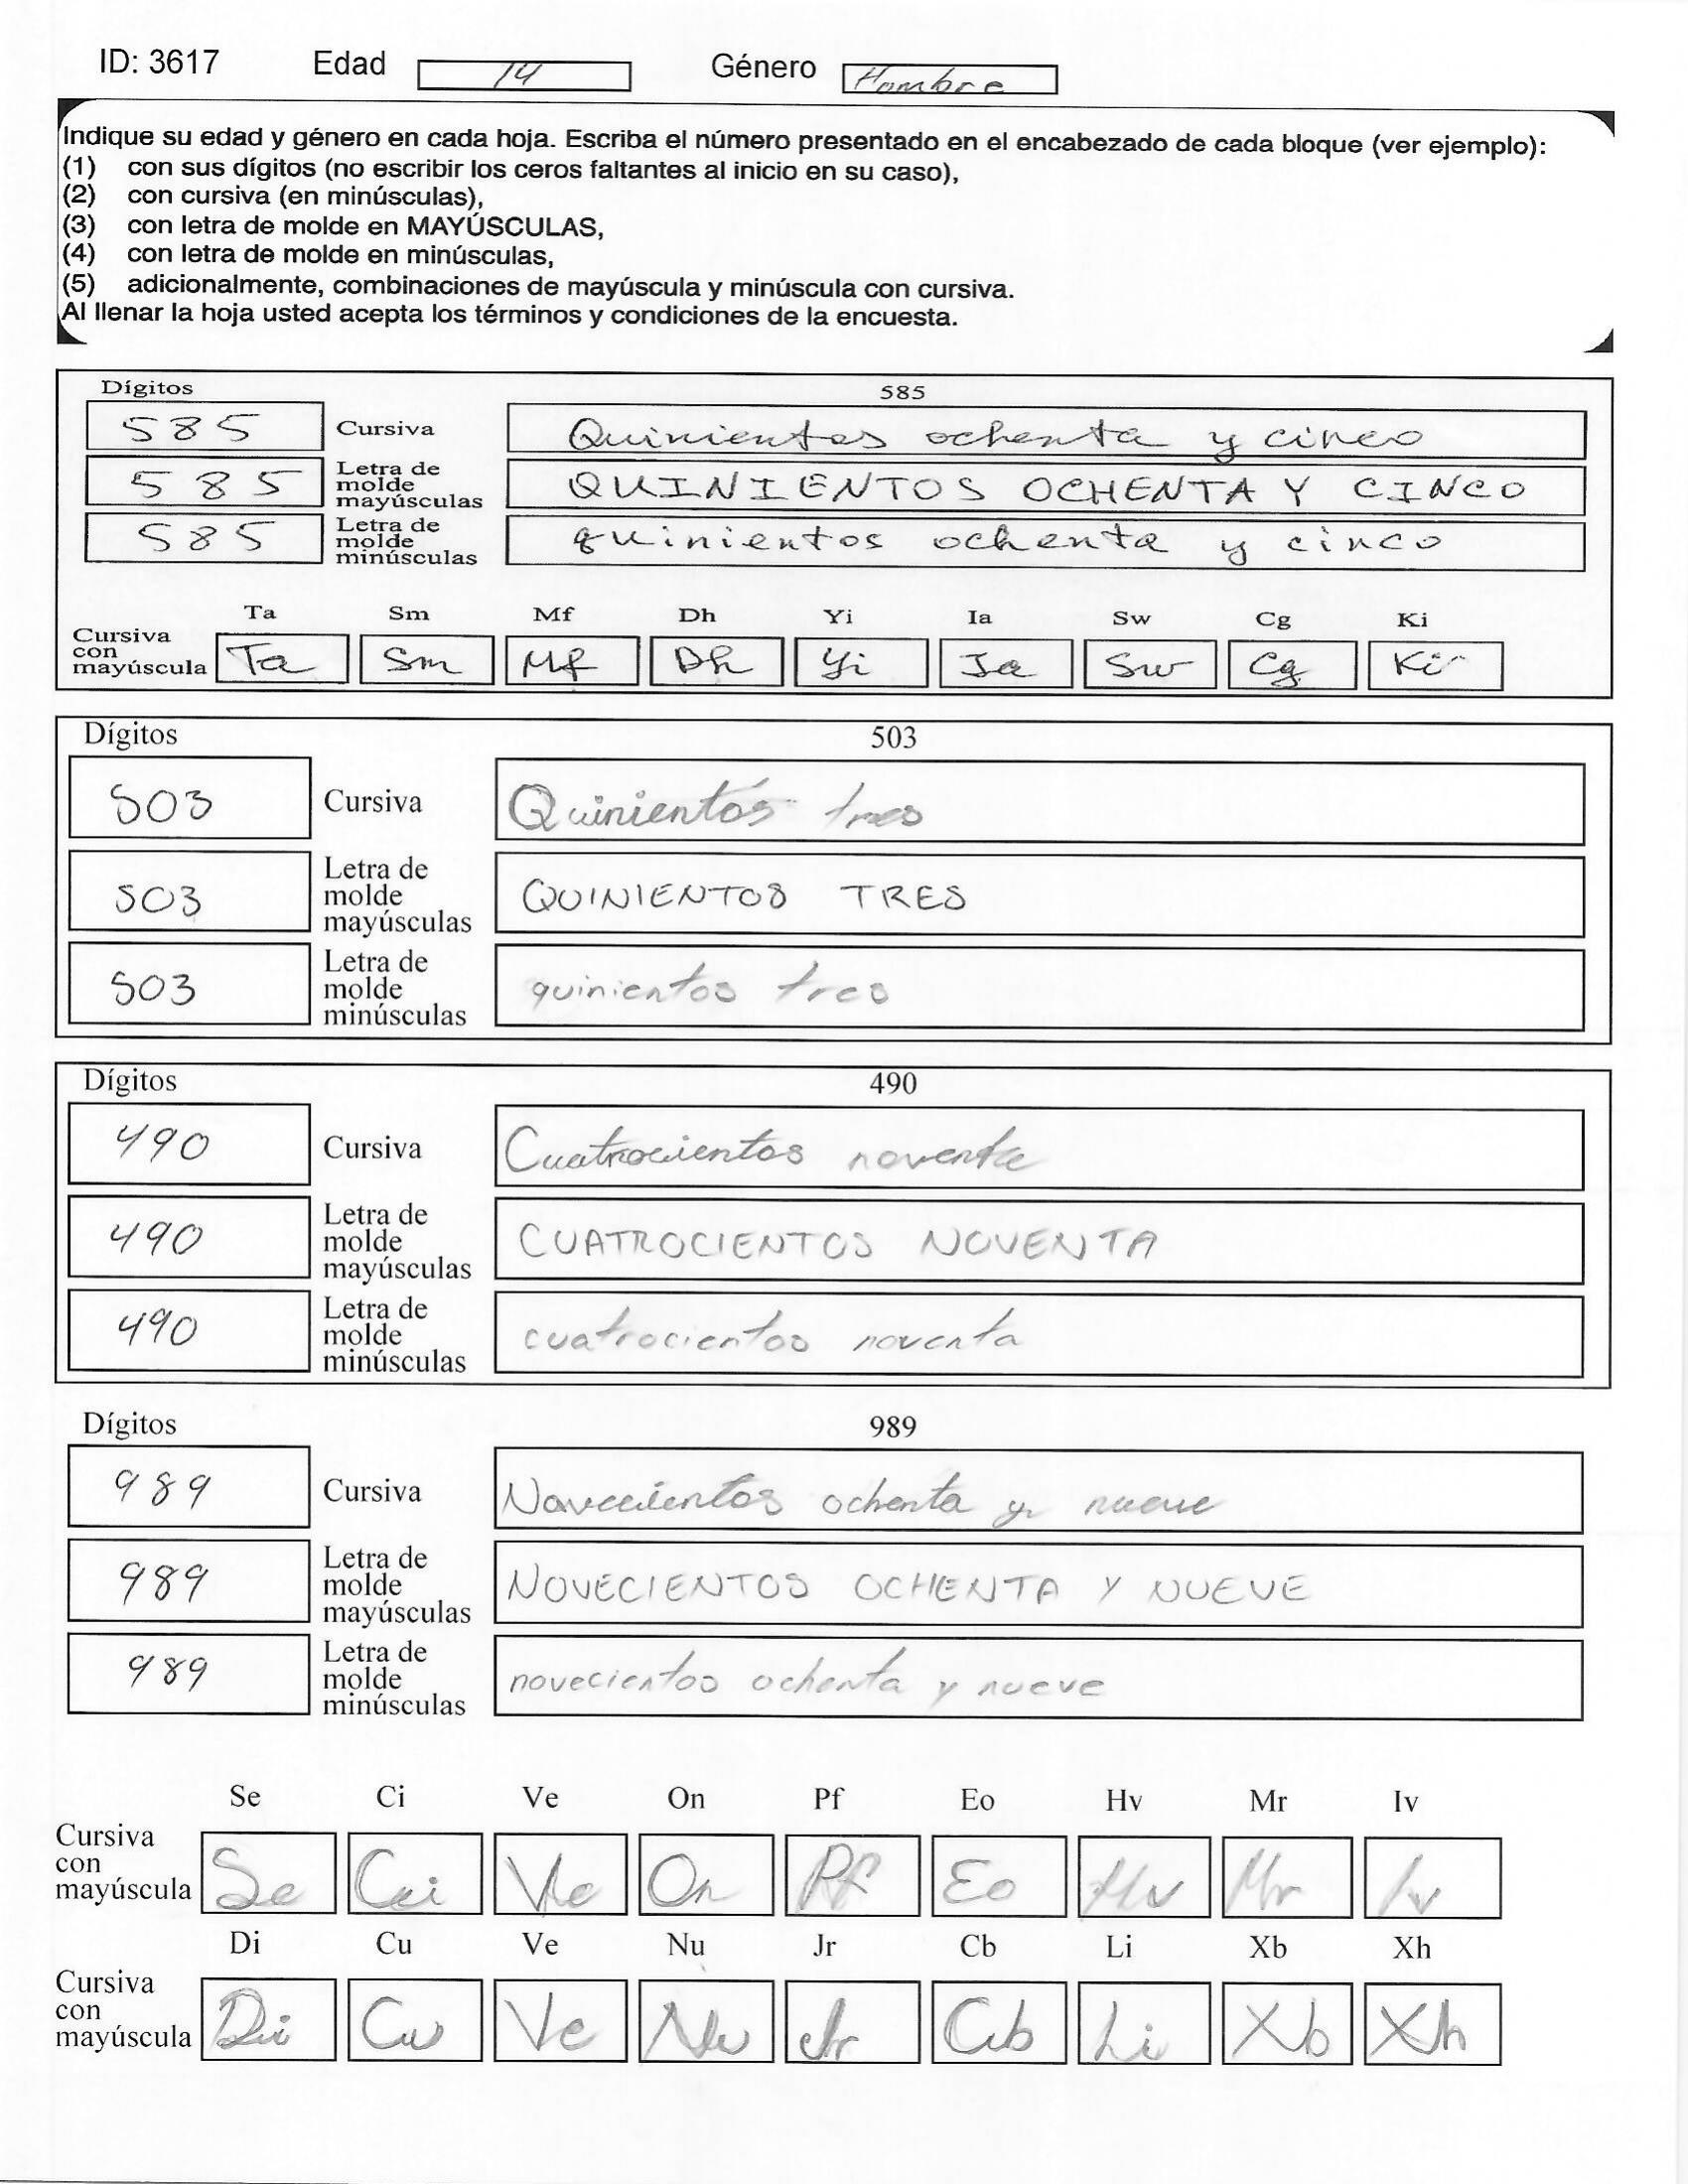 ID: 3617 Edad 14 Género Hombre
Indique su edad y género en cada hoja. Escriba el número presentado en el encabezado de cada bloque (ver ejemplo):
(1) con sus dígitos (no escribir los ceros faltantes al inicio en su caso),
(2) con cursiva (en minúsculas),
(3) con letra de molde en MAYÚSCULAS,
(4) con letra de molde en minúsculas,
(5) adicionalmente, combinaciones de mayúscula y minúscula con cursiva.
Al llenar la hoja usted acepta los términos y condiciones de la encuesta.
Dígitos 585
585 Cursiva Quinientos ochenta y cinco
585 Letra de molde mayúsculas QUINIENTOS OCHENTA Y CINCO
585 Letra de molde minúsculas quinientos ochenta y cinco
Ta Sm Mf Dh Yi Ia Sw Cg Ki
Cursiva con mayúscula Ta Sm Mf Dh Yi Ia Sw Cg Ki
Dígitos 503
503 Cursiva Quinientos tres
503 Letra de molde mayúsculas QUINIENTOS TRES
503 Letra de molde minúsculas quinientos tres
Dígitos 490
490 Cursiva Cuatrocientos noventa
490 Letra de molde mayúsculas CUATROCIENTOS NOVENTA
490 Letra de molde minúsculas cuatrocientos noventa
Dígitos 989
989 Cursiva Novecientos ochenta y nueve
989 Letra de molde mayúsculas NOVECIENTOS OCHENTA Y NUEVE
989 Letra de molde minúsculas novecientos ochenta y nueve
Se Ci Ve On Pf Eo Hv Mr Iv
Cursiva con mayúscula Se Ci Ve On Pf Eo Hv Mr Iv
Di Cu Ve Nu Jr Cb Li Xb Xh
Cursiva con mayúscula Di Cu Ve Nu Jr Cb Li Xb Xh